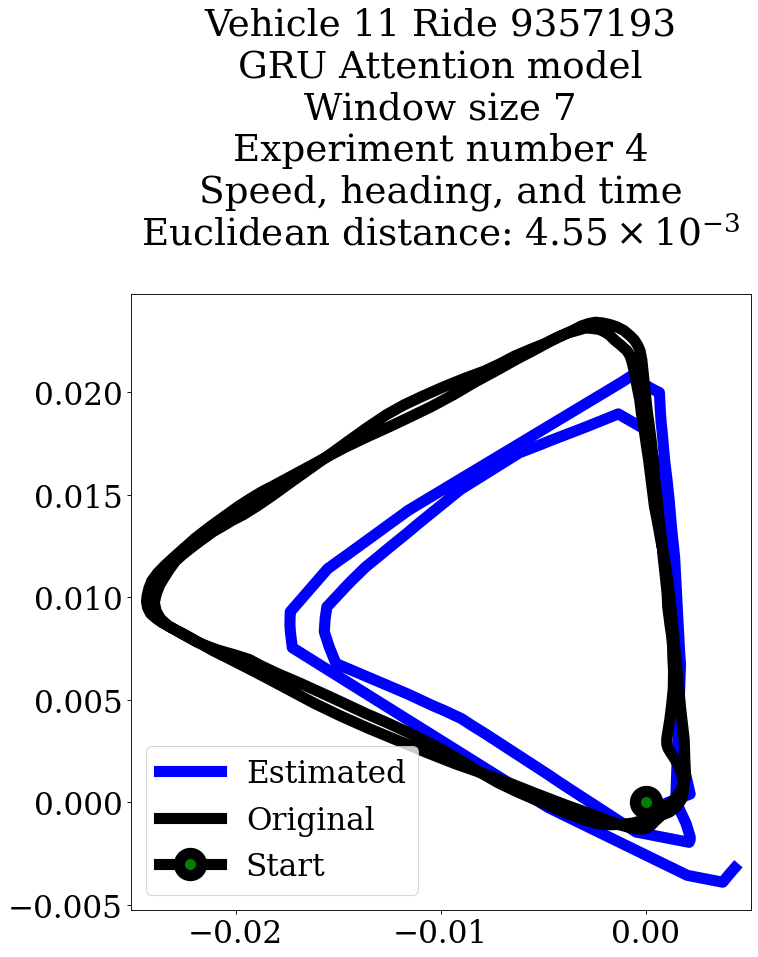 Vehicle 11 Ride 9357193
GRU Attention model
Window size 7
Experiment number 4
Speed, heading, and time
Euclidean distance: 4.55 × 10⁻³
0.020
0.015
0.010
0.005
0.000
−0.005
Estimated
Original
Start
−0.02 −0.01 0.00